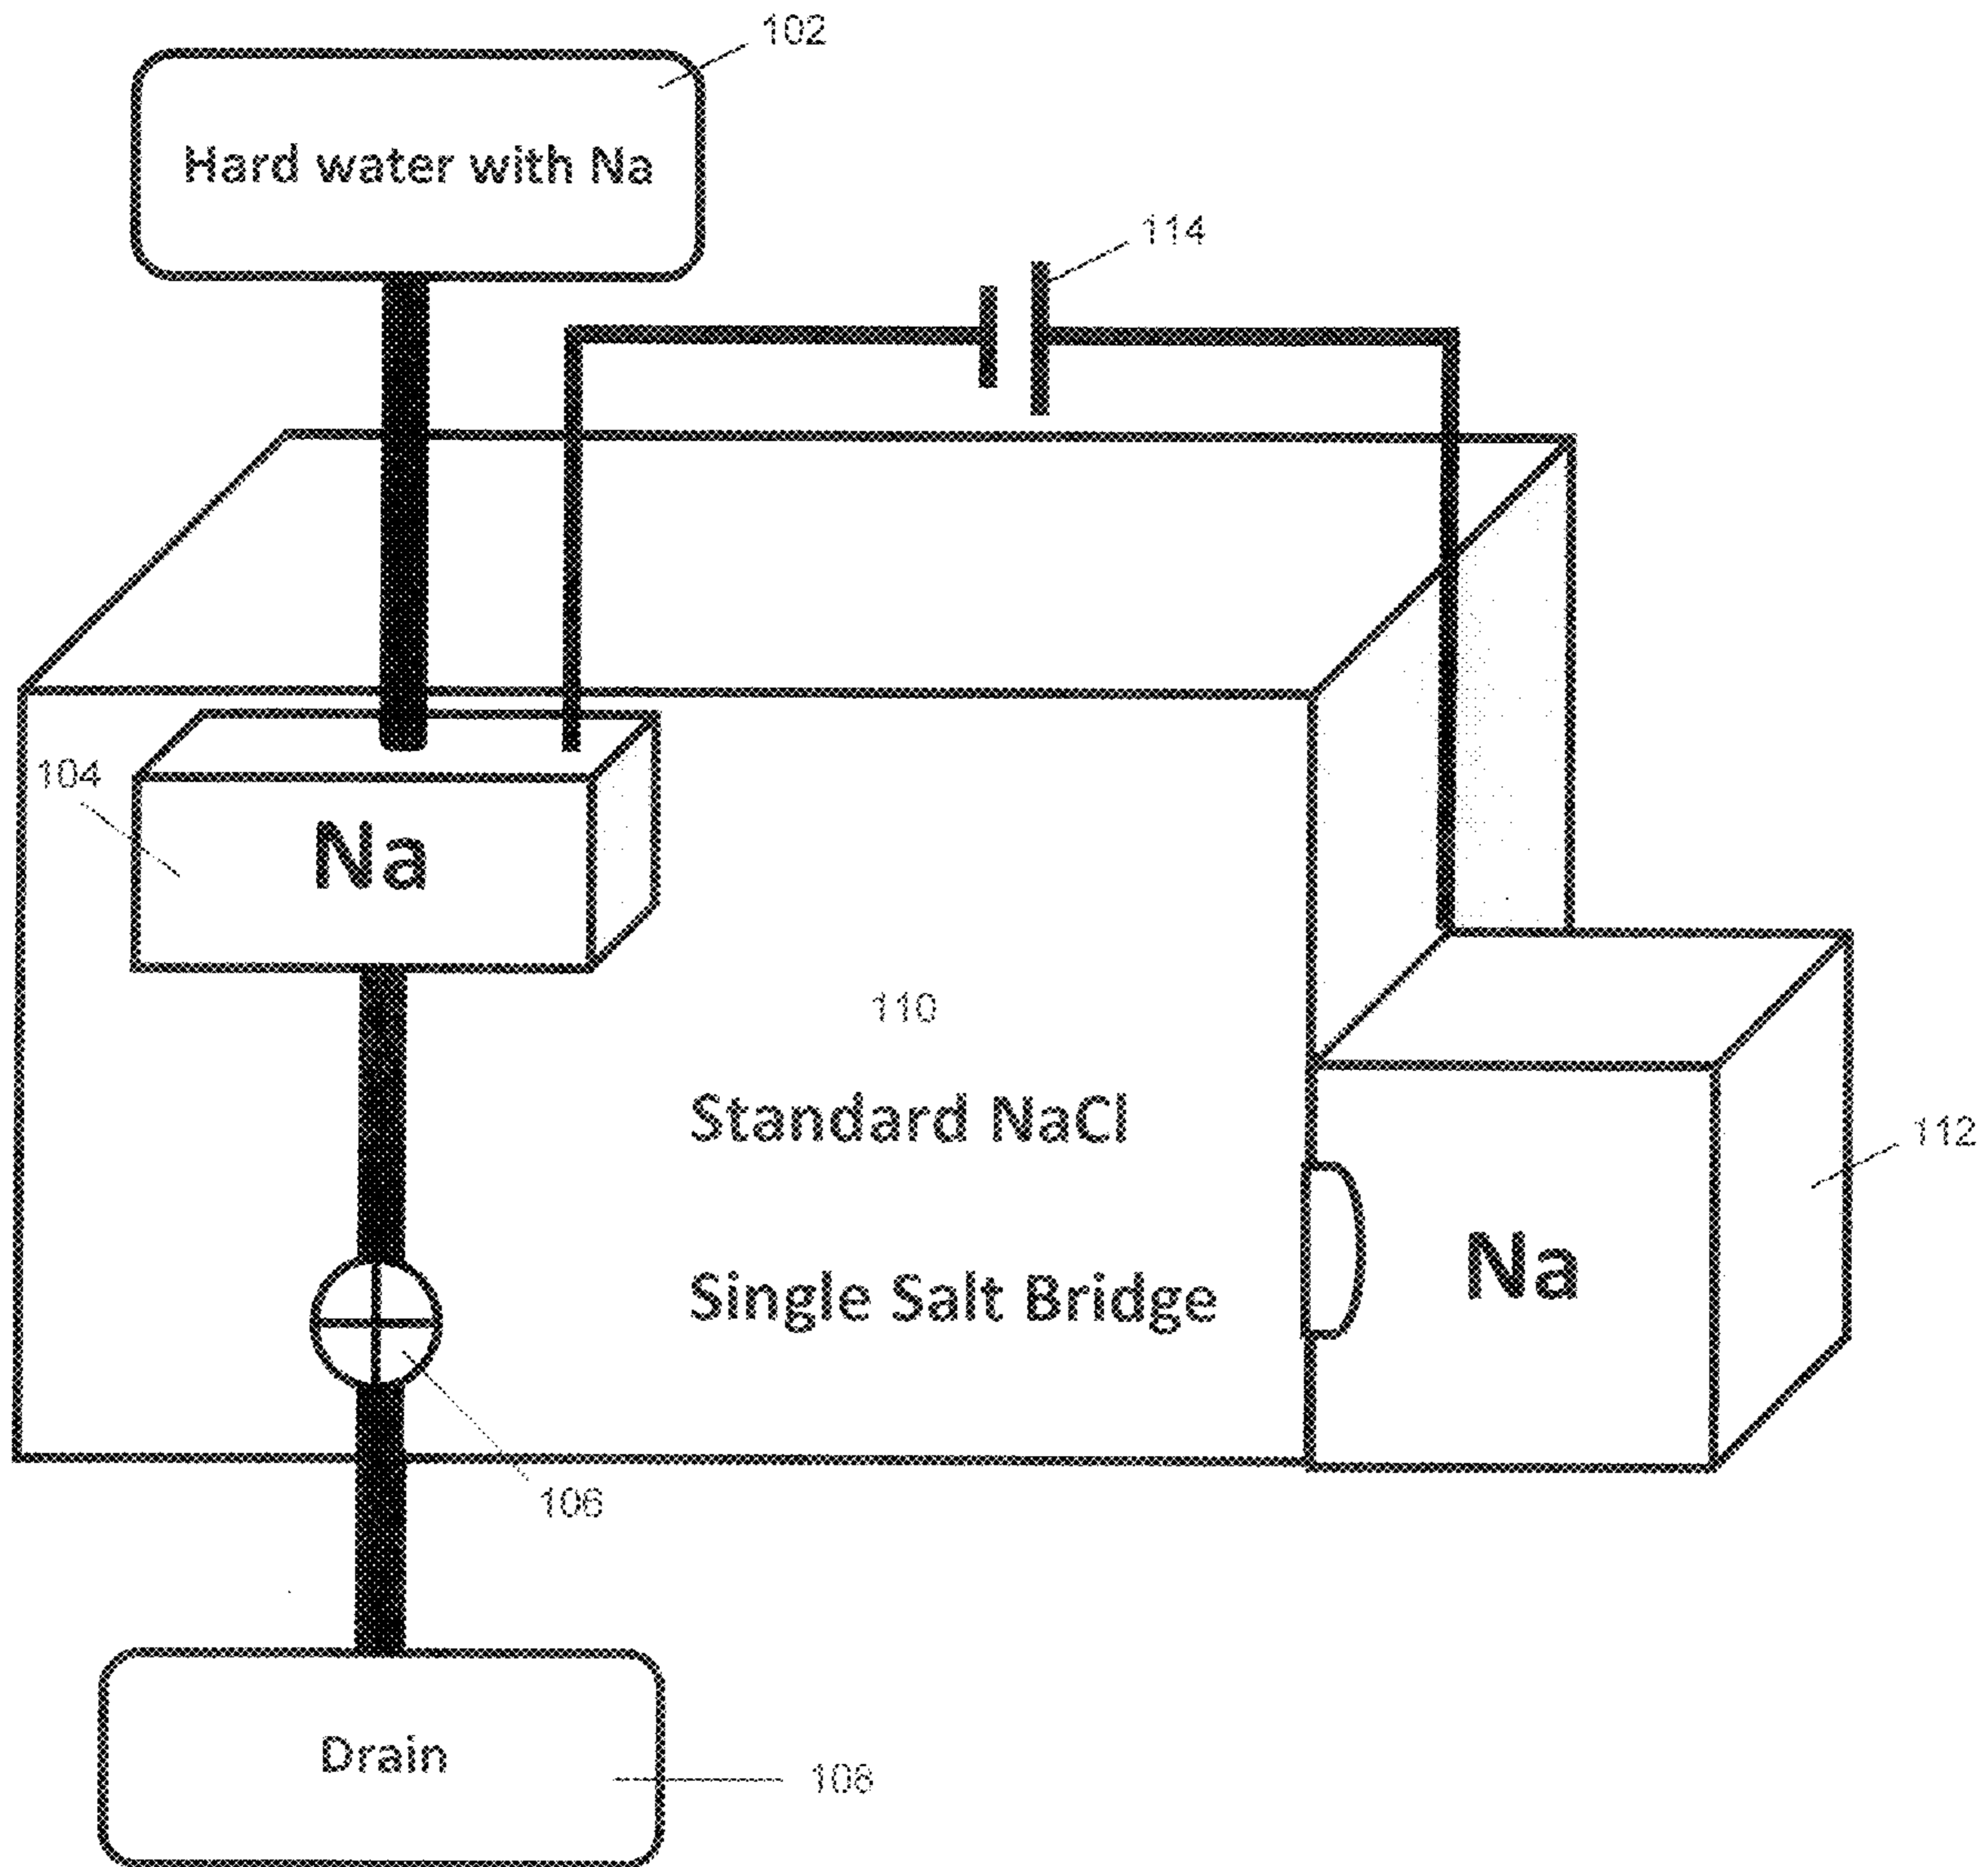 102
Hard water with Na
114
104
Na
110
Standard NaCl
112
Single Salt Bridge
Na
106
Drain
108